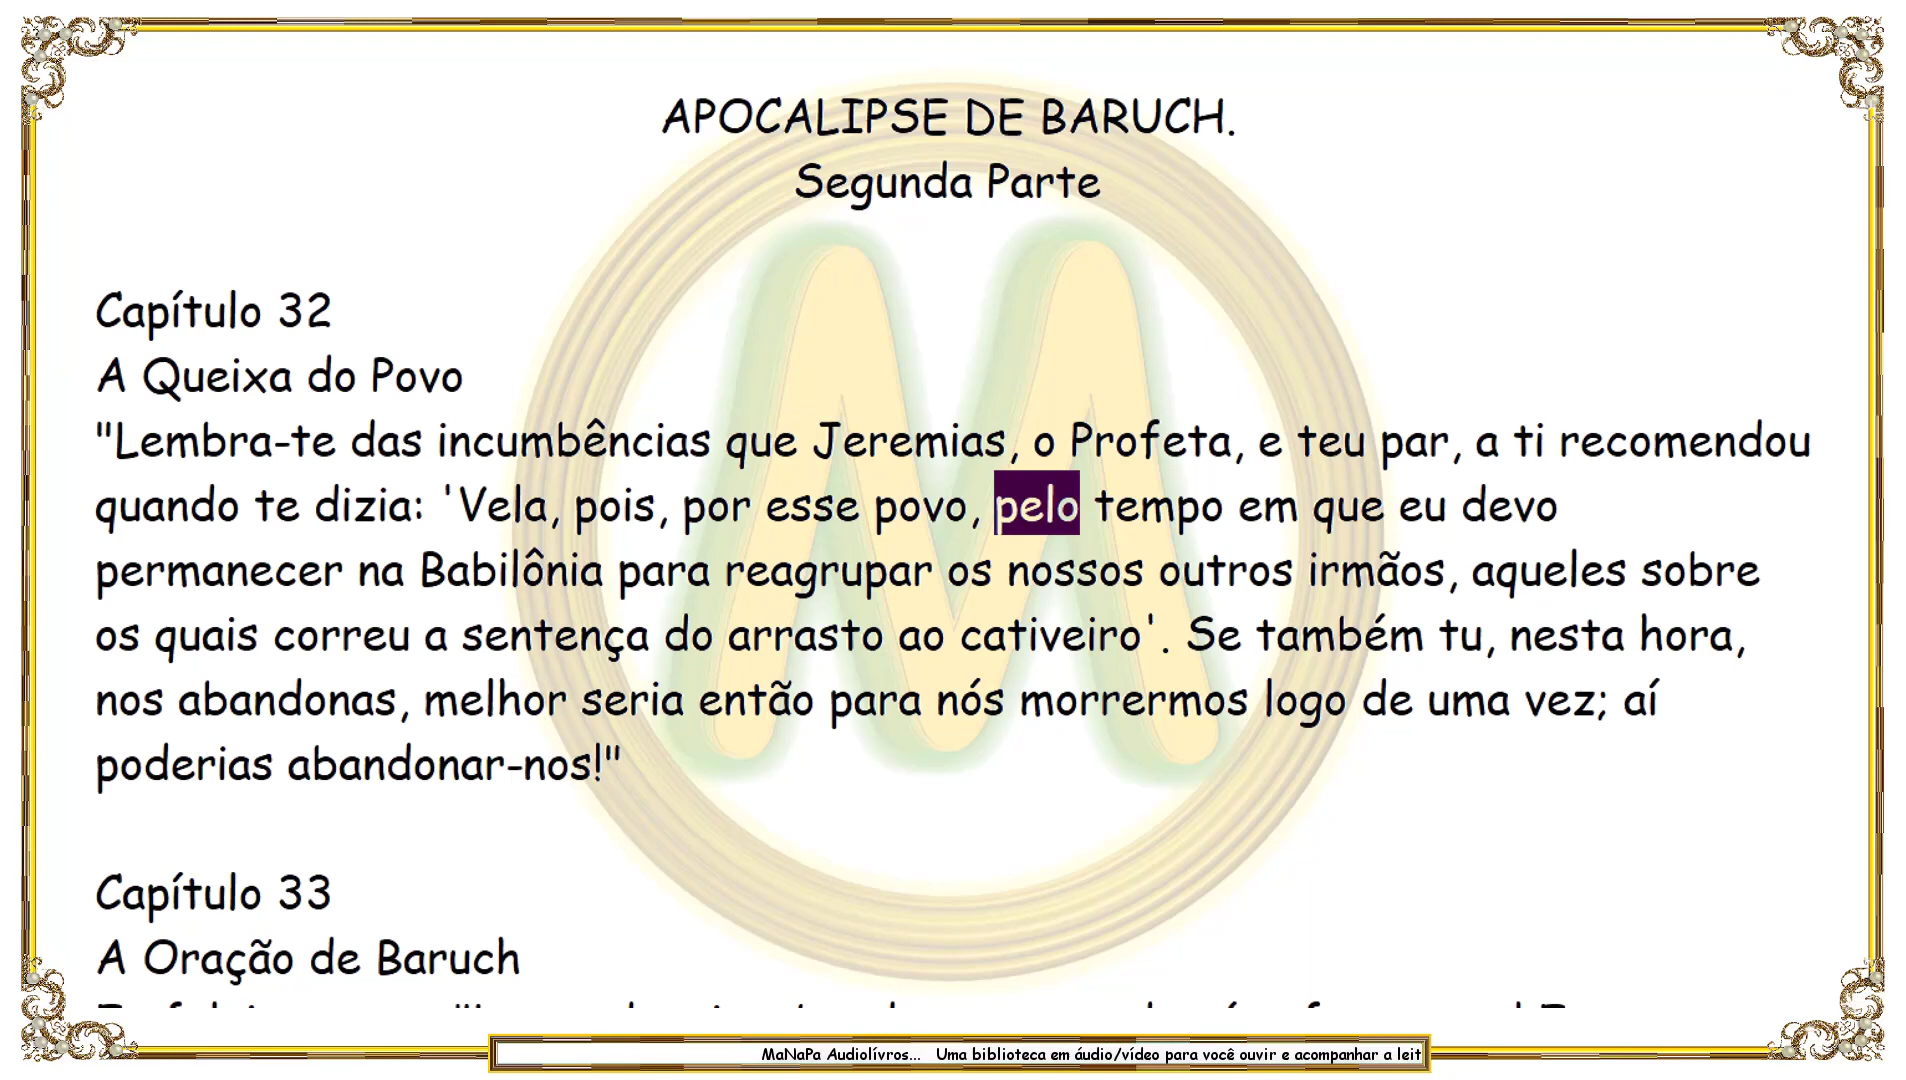 APOCALIPSE DE BARUCH.
Segunda Parte
Capítulo 32
A Queixa do Povo
"Lembra-te das incumbências que Jeremias, o Profeta, e teu par, a ti recomendou
quando te dizia: 'Vela, pois, por esse povo, pelo tempo em que eu devo
permanecer na Babilônia para reagrupar os nossos outros irmãos, aqueles sobre
os quais correu a sentença do arrasto ao cativeiro'. Se também tu, nesta hora,
nos abandonas, melhor seria então para nós morrermos logo de uma vez; aí
poderias abandonar-nos!"
Capítulo 33
A Oração de Baruch
MaNaPa Audiolívros... Uma biblioteca em áudio/vídeo para você ouvir e acompanhar a leit